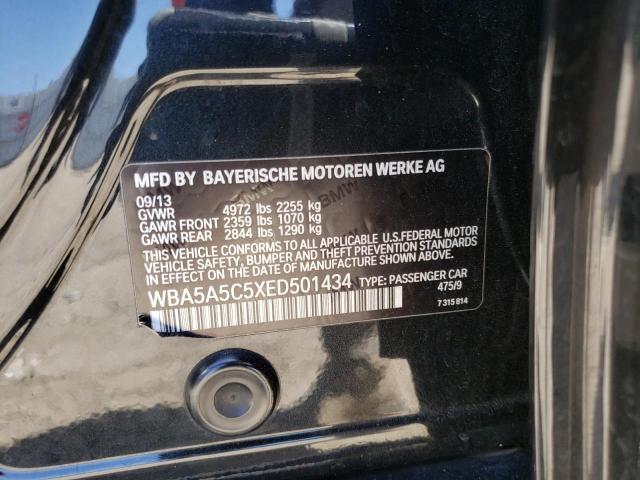 MFD BY BAYERISCHE MOTOREN WERKE AG
09/13
GVWR 4972 lbs 2255 kg
GAWR FRONT 2359 lbs 1070 kg
GAWR REAR 2844 lbs 1290 kg
THIS VEHICLE CONFORMS TO ALL APPLICABLE U.S.FEDERAL MOTOR
VEHICLE SAFETY, BUMPER, AND THEFT PREVENTION STANDARDS
IN EFFECT ON THE DATE OF MANUFACTURE SHOWN ABOVE.
WBA5A5C5XED501434 TYPE: PASSENGER CAR
475/9
7 315 814
BMW
BMW